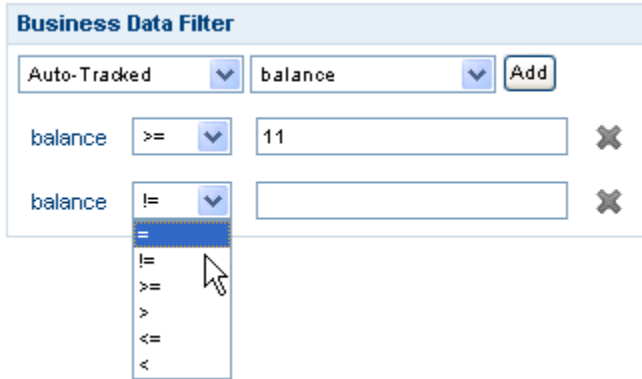 Business Data Filter
Auto-Tracked balance Add
balance >= 11
balance !=
=
!=
>=
>
<=
<